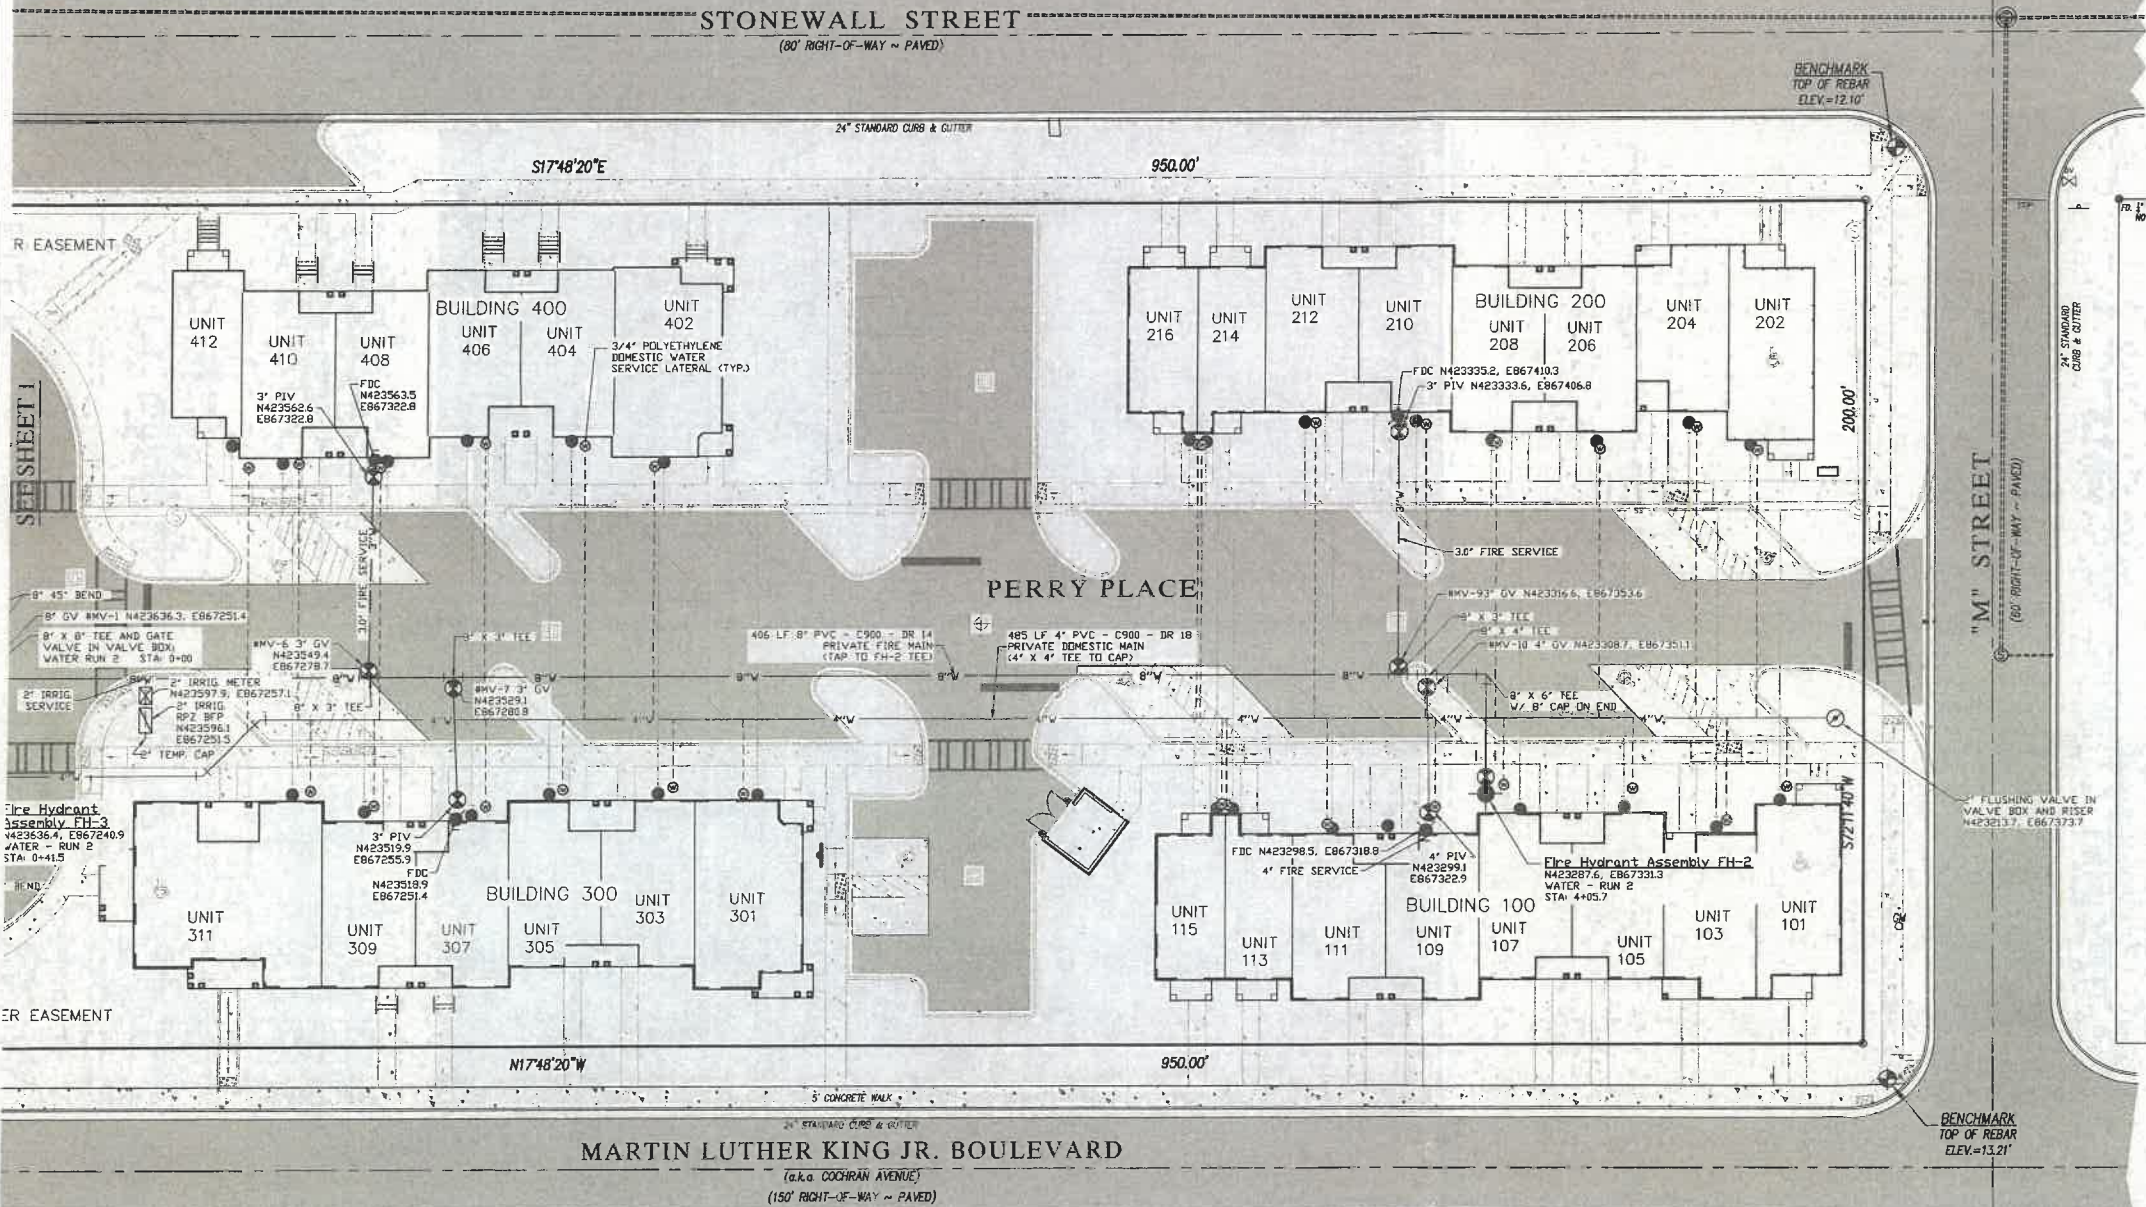 STONEWALL STREET
(80' RIGHT-OF-WAY ~ PAVED)
BENCHMARK
TOP OF REBAR
ELEV.=12.10'
24" STANDARD CURB & GUTTER
S17°48'20"E
950.00'
R EASEMENT
SEE SHEET 1
UNIT
412
UNIT
410
UNIT
408
BUILDING 400
UNIT
406
UNIT
404
UNIT
402
3/4" POLYETHYLENE
DOMESTIC WATER
SERVICE LATERAL (TYP.)
3" PIV
N423562.6
E867322.8
FDC
N423563.5
E867322.8
UNIT
216
UNIT
214
UNIT
212
UNIT
210
BUILDING 200
UNIT
208
UNIT
206
UNIT
204
UNIT
202
FDC N423335.2, E867410.3
3" PIV N423333.6, E867406.8
200.00'
24" STANDARD
CURB & GUTTER
"M" STREET
(60' RIGHT-OF-WAY ~ PAVED)
3.0" FIRE SERVICE
3"W
3.0" FIRE SERVICE
3"W
PERRY PLACE
8" 45° BEND
8" GV #MV-1 N423636.3, E867251.4
8" X 8" TEE AND GATE
VALVE IN VALVE BOX:
WATER RUN 2 STA: 0+00
#MV-6 3" GV
N423549.4
E867278.7
8" X 3" TEE
2" IRRIG
SERVICE
2" IRRIG METER
N423597.9, E867257.1
2" IRRIG
RPZ BFP
N423596.1
E867251.5
2" TEMP. CAP
8" X 3" TEE
#MV-7 3" GV
N423529.1
E867280.8
406 LF 8" PVC - C900 - DR 14
PRIVATE FIRE MAIN
(TAP TO FH-2 TEE)
485 LF 4" PVC - C900 - DR 18
PRIVATE DOMESTIC MAIN
(4" X 4" TEE TO CAP)
#MV-93" GV N423316.6, E867353.6
8" X 3" TEE
8" X 4" TEE
#MV-10 4" GV N423308.7, E867351.1
8" X 6" TEE
W/ 8" CAP ON END
8"W
8"W
8"W
8"W
8"W
8"W
4"W
4"W
4"W
4"W
4"W
4"W
2" FLUSHING VALVE IN
VALVE BOX AND RISER
N423213.7, E867373.7
S72°11'40"W
Fire Hydrant
Assembly FH-3
N423636.4, E867240.9
WATER - RUN 2
STA: 0+41.5
BEND
3" PIV
N423519.9
E867255.9
FDC
N423518.9
E867251.4
UNIT
311
UNIT
309
UNIT
307
BUILDING 300
UNIT
305
UNIT
303
UNIT
301
FDC N423298.5, E867318.8
4" FIRE SERVICE
4" PIV
N423299.1
E867322.9
Fire Hydrant Assembly FH-2
N423287.6, E867331.3
WATER - RUN 2
STA: 4+05.7
UNIT
115
UNIT
113
UNIT
111
BUILDING 100
UNIT
109
UNIT
107
UNIT
105
UNIT
103
UNIT
101
ER EASEMENT
N17°48'20"W
950.00'
5' CONCRETE WALK
24" STANDARD CURB & GUTTER
MARTIN LUTHER KING JR. BOULEVARD
(a.k.a. COCHRAN AVENUE)
(150' RIGHT-OF-WAY ~ PAVED)
BENCHMARK
TOP OF REBAR
ELEV.=13.21'